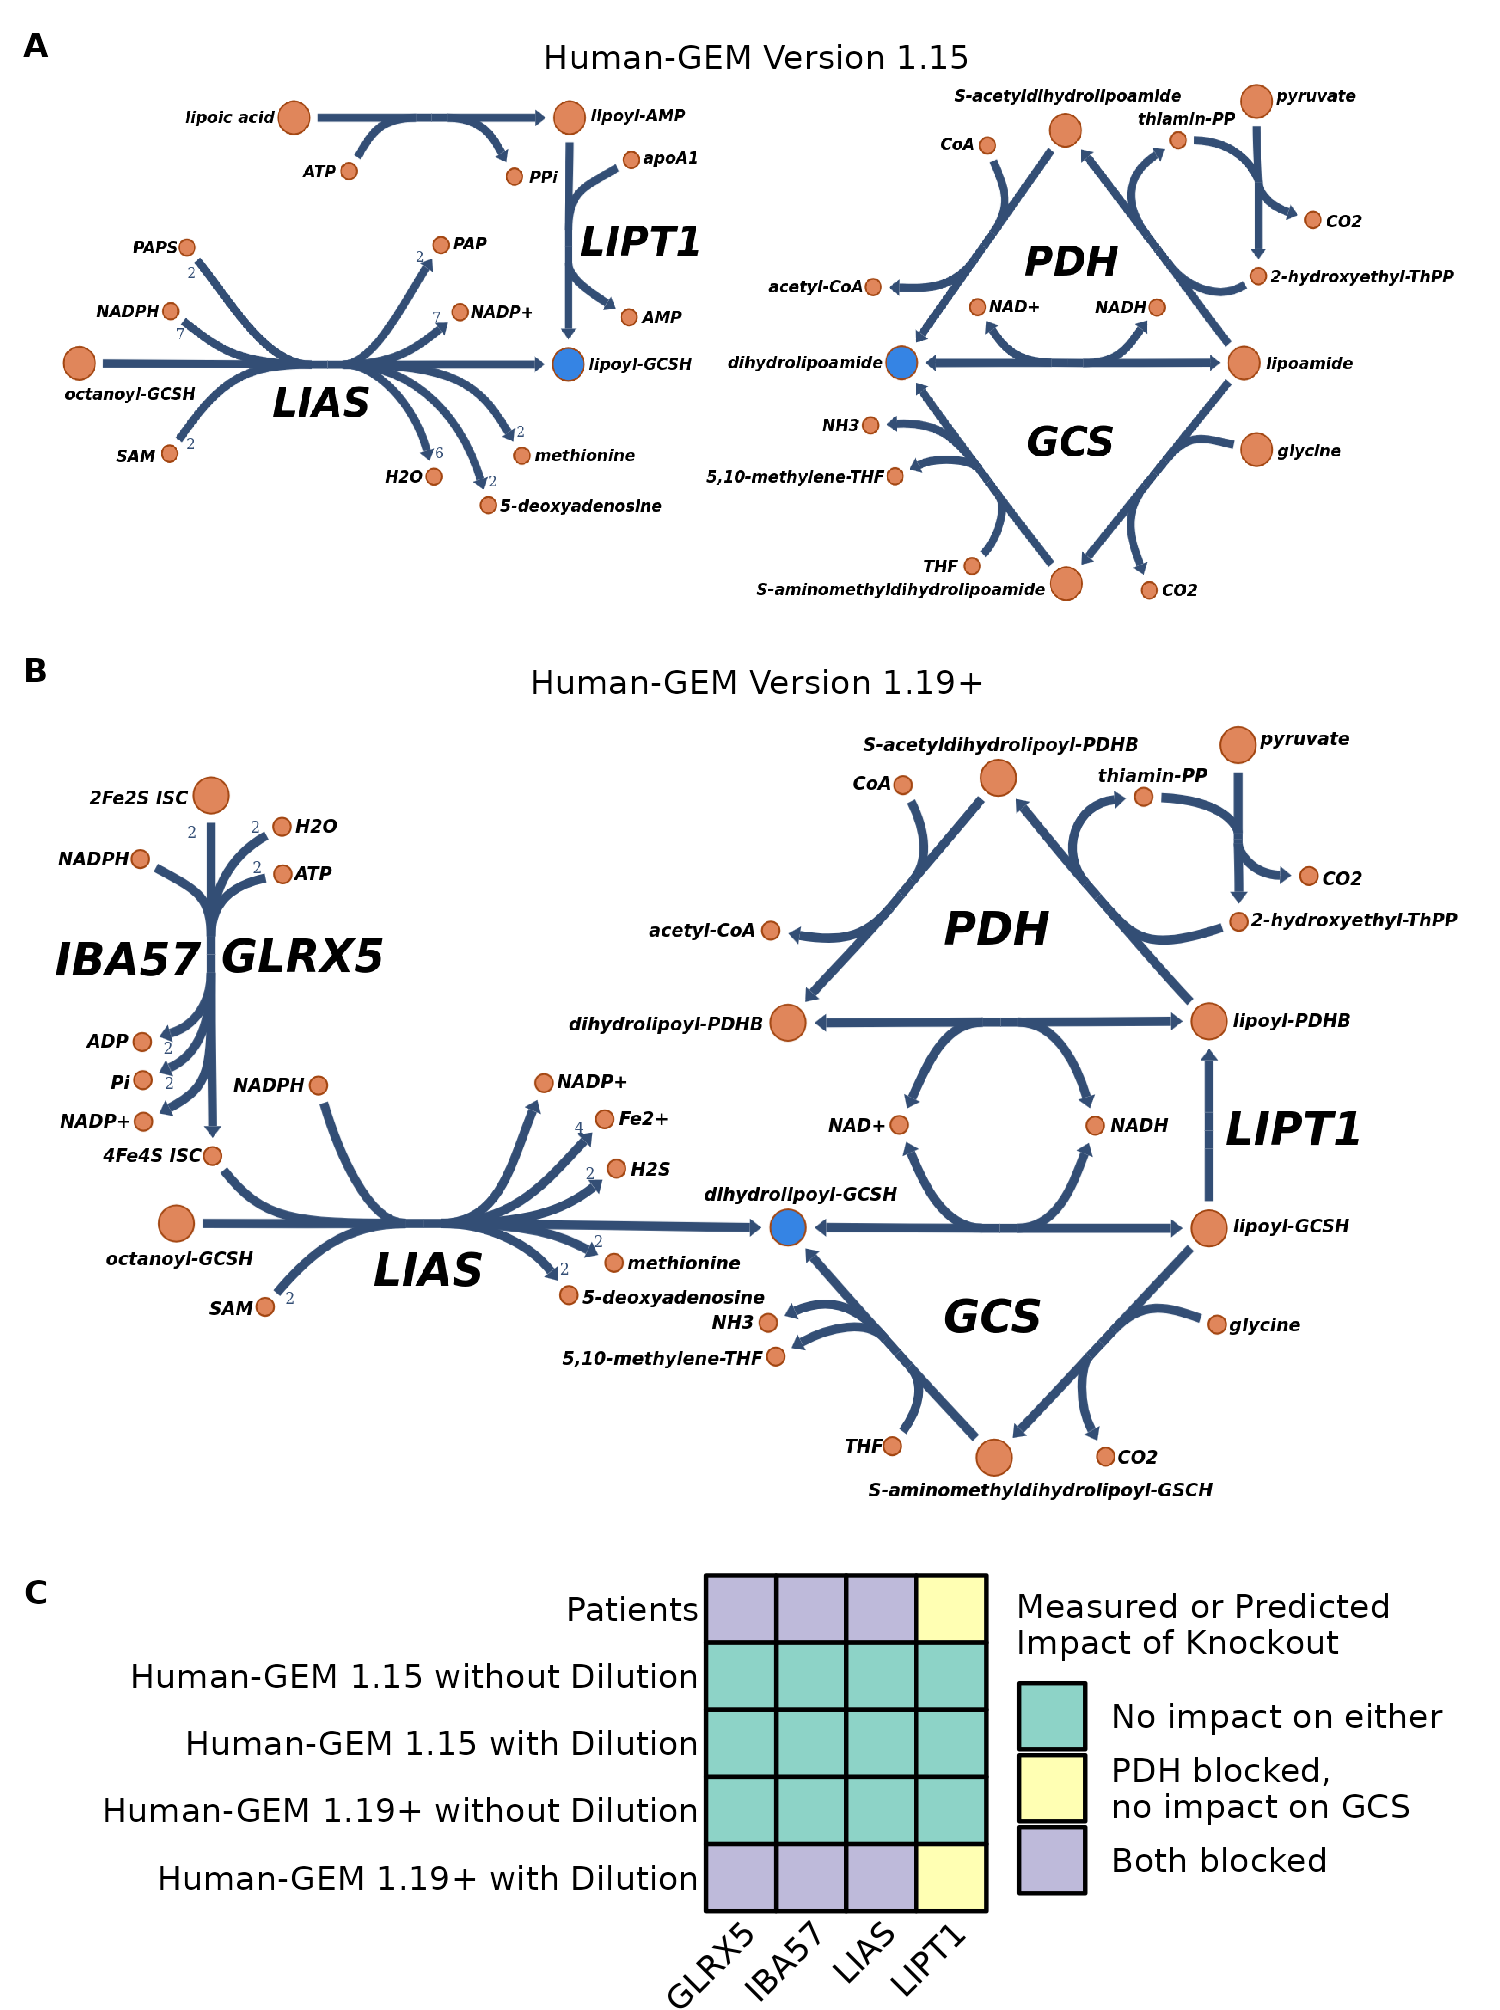 A
Human-GEM Version 1.15
lipoic acid
lipoyl-AMP
ATP
PPi
apoA1
LIPT1
AMP
PAPS
2
NADPH
7
octanoyl-GCSH
SAM
2
LIAS
PAP
2
NADP+
7
lipoyl-GCSH
2
methionine
H2O
6
2
5-deoxyadenosine
S-acetyldihydrolipoamide
pyruvate
thiamin-PP
CoA
CO2
PDH
acetyl-CoA
2-hydroxyethyl-ThPP
NAD+
NADH
dihydrolipoamide
lipoamide
NH3
GCS
glycine
5,10-methylene-THF
THF
S-aminomethyldihydrolipoamide
CO2
B
Human-GEM Version 1.19+
2Fe2S ISC
2
2
H2O
NADPH
2
ATP
IBA57
GLRX5
ADP
2
Pi
2
NADP+
4Fe4S ISC
NADPH
octanoyl-GCSH
SAM
2
LIAS
NADP+
4
Fe2+
2
H2S
2
methionine
2
5-deoxyadenosine
S-acetyldihydrolipoyl-PDHB
pyruvate
thiamin-PP
CoA
CO2
PDH
acetyl-CoA
2-hydroxyethyl-ThPP
dihydrolipoyl-PDHB
lipoyl-PDHB
NAD+
NADH
LIPT1
dihydrolipoyl-GCSH
lipoyl-GCSH
NH3
GCS
glycine
5,10-methylene-THF
THF
CO2
S-aminomethyldihydrolipoyl-GSCH
C
Patients
Human-GEM 1.15 without Dilution
Human-GEM 1.15 with Dilution
Human-GEM 1.19+ without Dilution
Human-GEM 1.19+ with Dilution
GLRX5
IBA57
LIAS
LIPT1
Measured or Predicted
Impact of Knockout
No impact on either
PDH blocked,
no impact on GCS
Both blocked